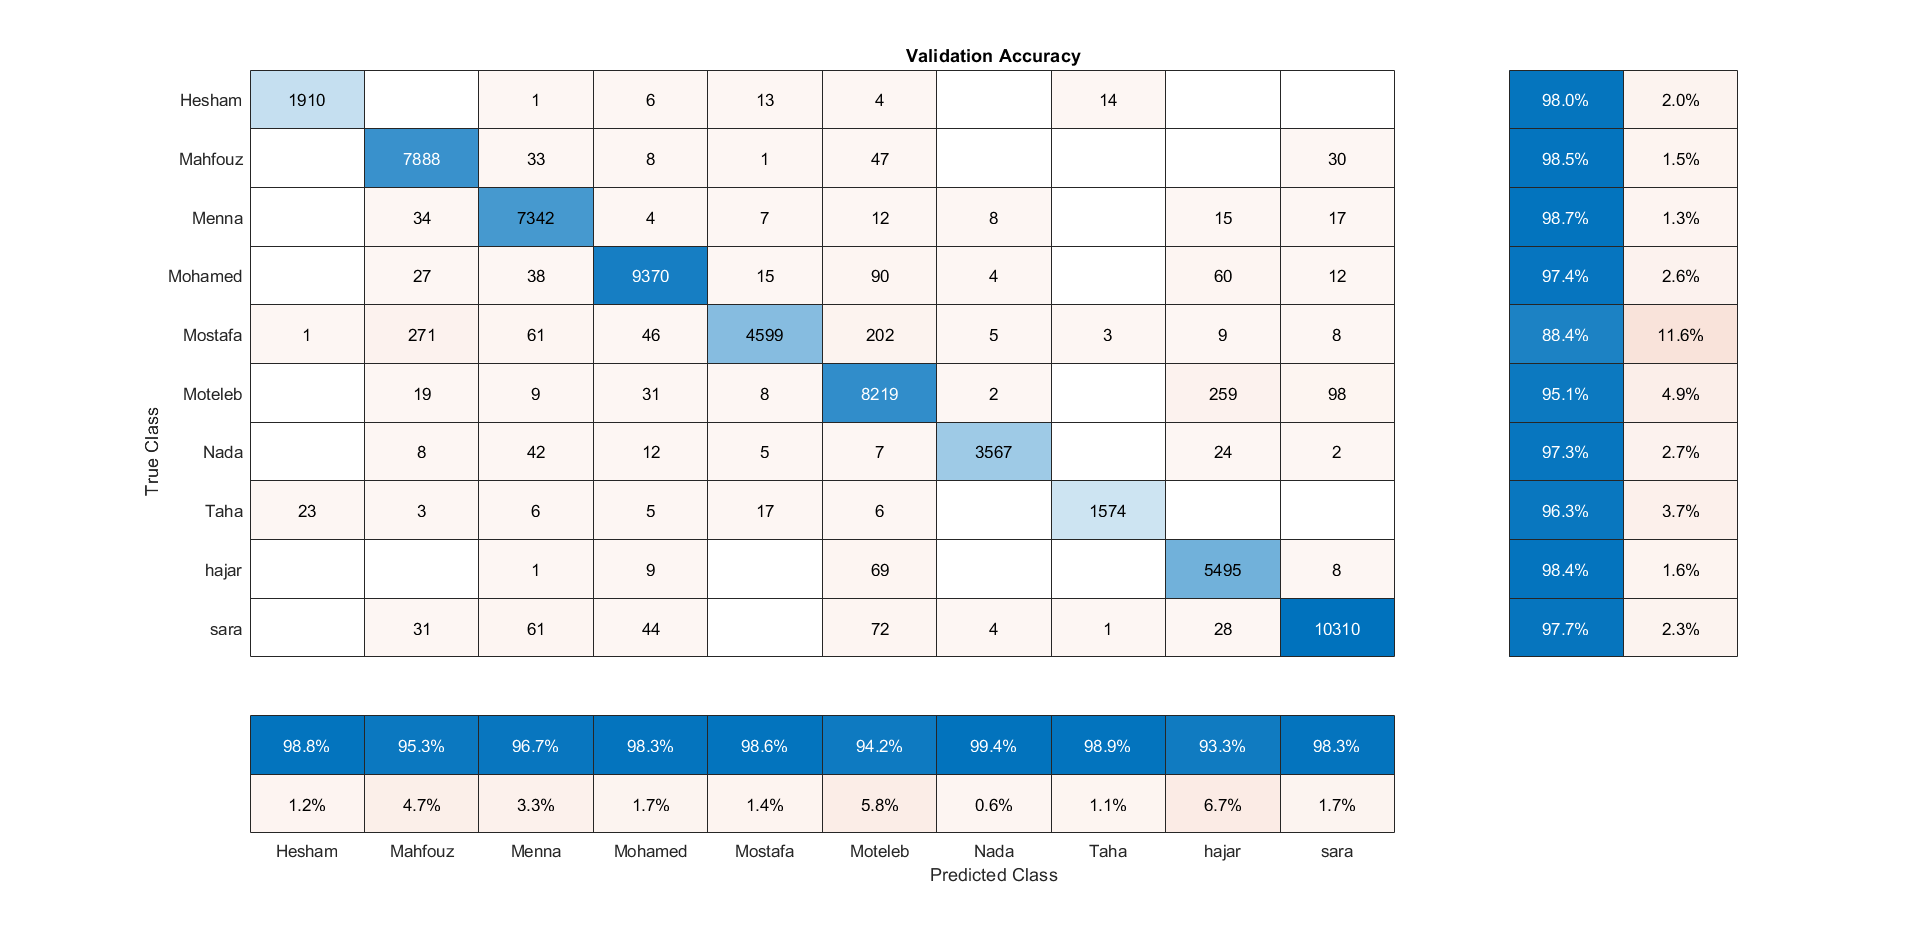 Validation Accuracy
Hesham 1910 1 6 13 4 14 98.0% 2.0%
Mahfouz 7888 33 8 1 47 30 98.5% 1.5%
Menna 34 7342 4 7 12 8 15 17 98.7% 1.3%
Mohamed 27 38 9370 15 90 4 60 12 97.4% 2.6%
Mostafa 1 271 61 46 4599 202 5 3 9 8 88.4% 11.6%
Moteleb 19 9 31 8 8219 2 259 98 95.1% 4.9%
Nada 8 42 12 5 7 3567 24 2 97.3% 2.7%
Taha 23 3 6 5 17 6 1574 96.3% 3.7%
hajar 1 9 69 5495 8 98.4% 1.6%
sara 31 61 44 72 4 1 28 10310 97.7% 2.3%
True Class
98.8% 95.3% 96.7% 98.3% 98.6% 94.2% 99.4% 98.9% 93.3% 98.3%
1.2% 4.7% 3.3% 1.7% 1.4% 5.8% 0.6% 1.1% 6.7% 1.7%
Hesham Mahfouz Menna Mohamed Mostafa Moteleb Nada Taha hajar sara
Predicted Class